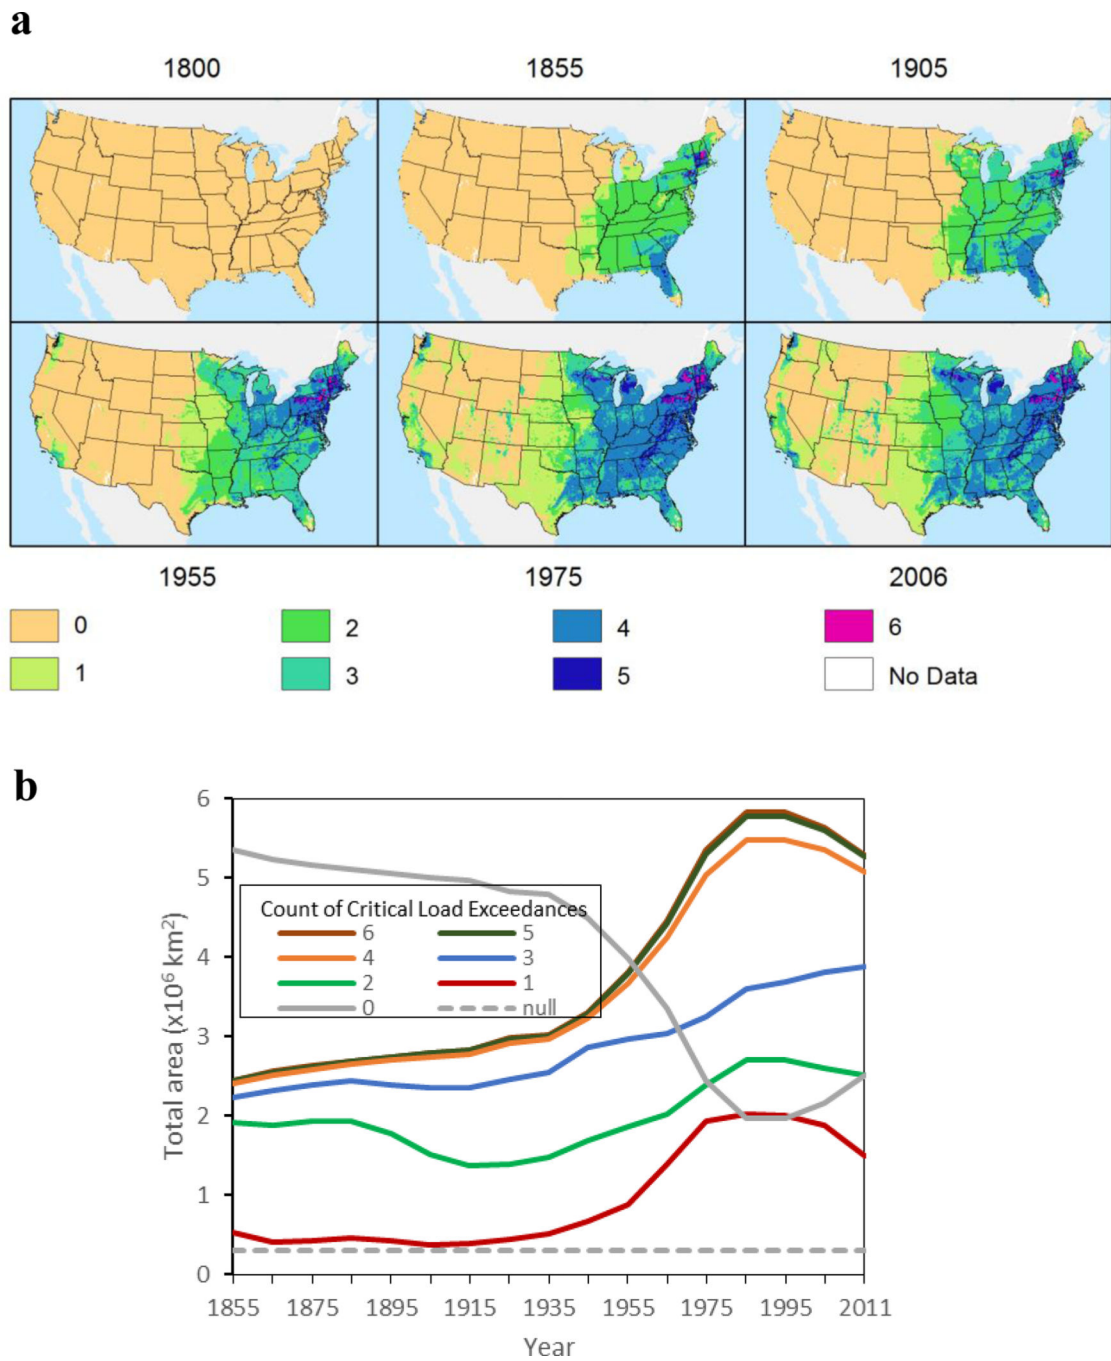 a
1800 1855 1905
1955 1975 2006
0 2 4 6
1 3 5 No Data
b
6
5
4
3
2
1
0
Total area (x10⁶ km²)
Count of Critical Load Exceedances
6 5
4 3
2 1
0 null
1855 1875 1895 1915 1935 1955 1975 1995 2011
Year